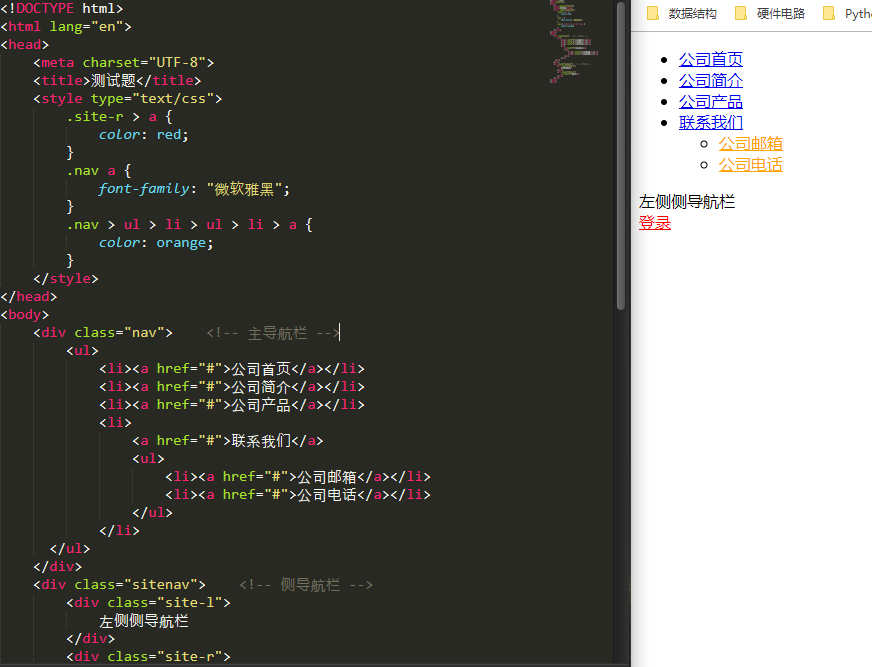 <!DOCTYPE html>
<html lang="en">
<head>
    <meta charset="UTF-8">
    <title>测试题</title>
    <style type="text/css">
        .site-r > a {
            color: red;
        }
        .nav a {
            font-family: "微软雅黑";
        }
        .nav > ul > li > ul > li > a {
            color: orange;
        }
    </style>
</head>
<body>
    <div class="nav">    <!-- 主导航栏 -->
        <ul>
            <li><a href="#">公司首页</a></li>
            <li><a href="#">公司简介</a></li>
            <li><a href="#">公司产品</a></li>
            <li>
                <a href="#">联系我们</a>
                <ul>
                    <li><a href="#">公司邮箱</a></li>
                    <li><a href="#">公司电话</a></li>
                </ul>
            </li>
      </ul>
    </div>
    <div class="sitenav">    <!-- 侧导航栏 -->
        <div class="site-l">
            左侧侧导航栏
        </div>
        <div class="site-r">
数据结构 硬件电路 Pyth
公司首页
公司简介
公司产品
联系我们
公司邮箱
公司电话
左侧侧导航栏
登录